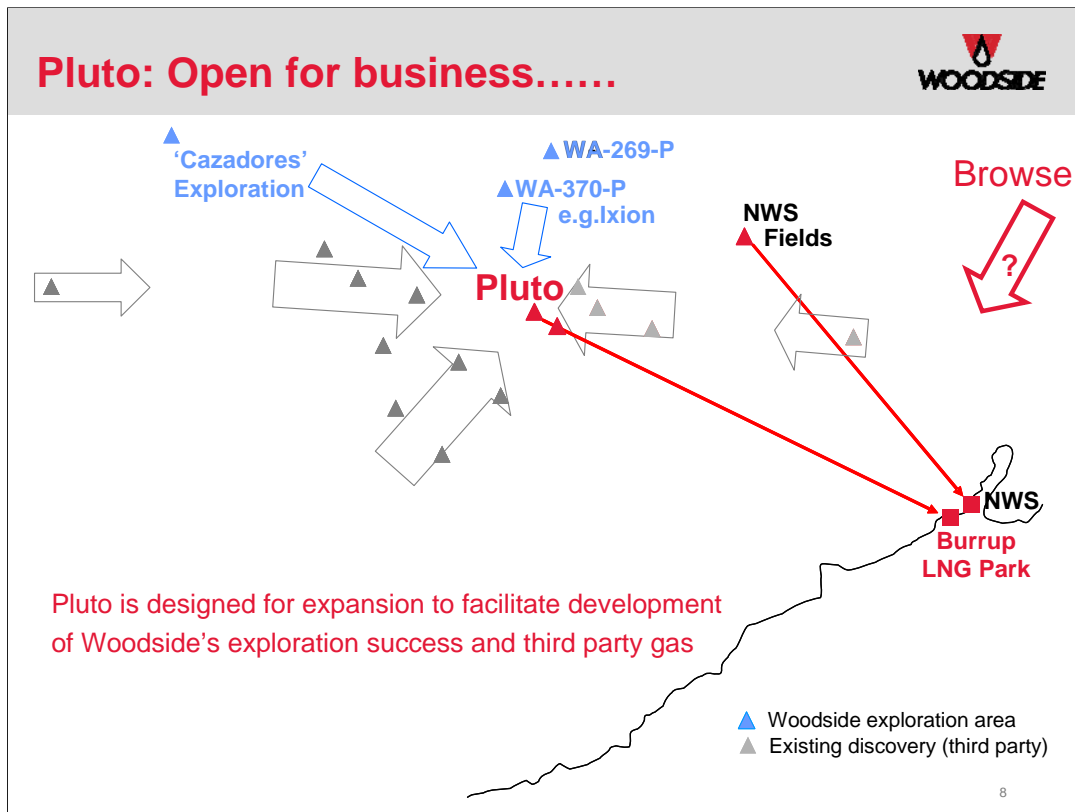 Pluto: Open for business……
WOODSIDE
'Cazadores'
Exploration
WA-269-P
WA-370-P
e.g.Ixion
NWS
Fields
Browse
?
Pluto
NWS
Burrup
LNG Park
Pluto is designed for expansion to facilitate development
of Woodside's exploration success and third party gas
Woodside exploration area
Existing discovery (third party)
8